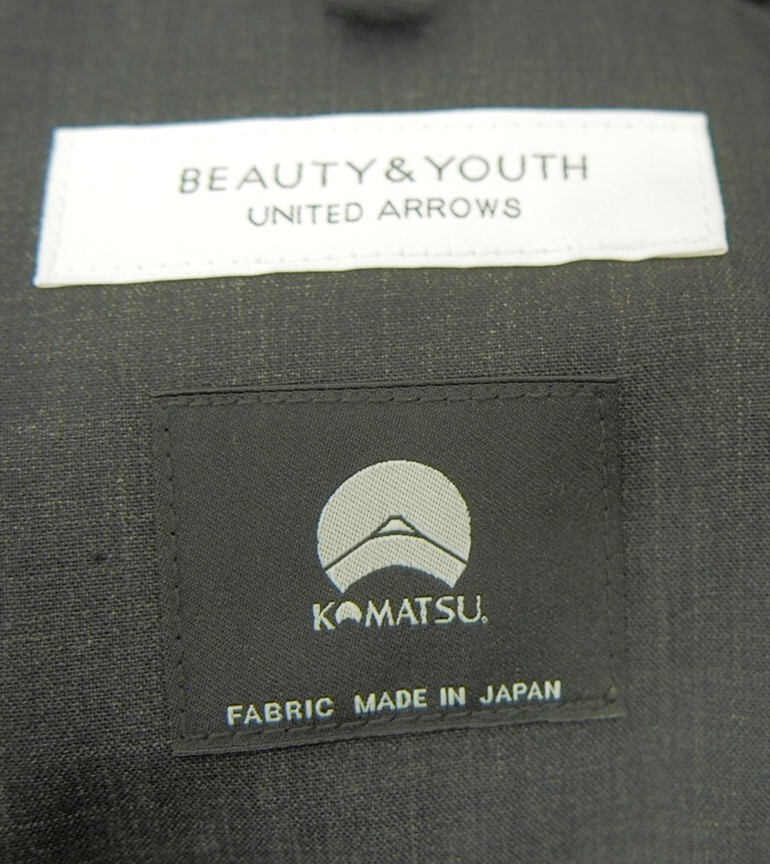 BEAUTY&YOUTH
UNITED ARROWS
KOMATSU.
FABRIC MADE IN JAPAN